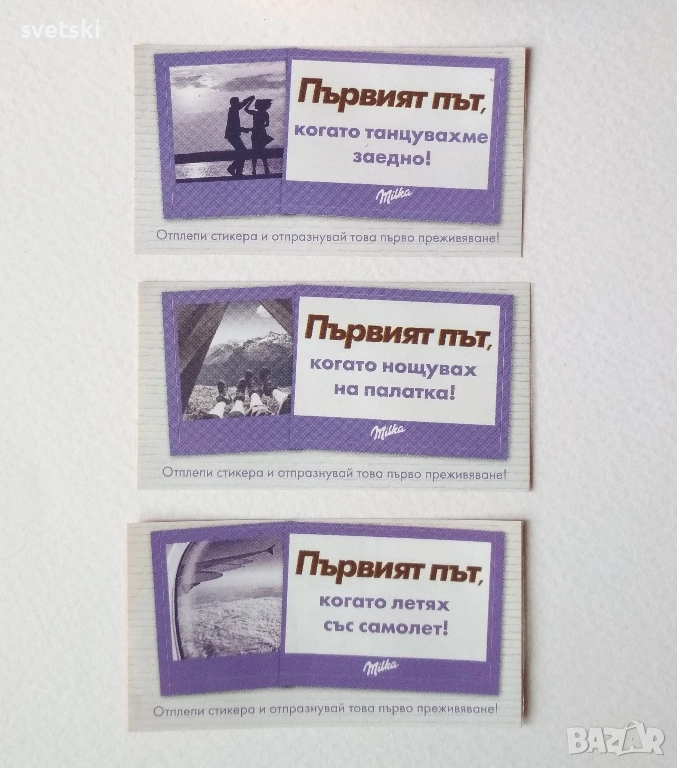 svetski
Първият път,
когато танцувахме
заедно!
Milka
Отлепи стикера и отпразнувай това първо преживяване!
Първият път,
когато нощувах
на палатка!
Milka
Отлепи стикера и отпразнувай това първо преживяване!
Първият път,
когато летях
със самолет!
Milka
Отлепи стикера и отпразнувай това първо преживяване!
BAZAR